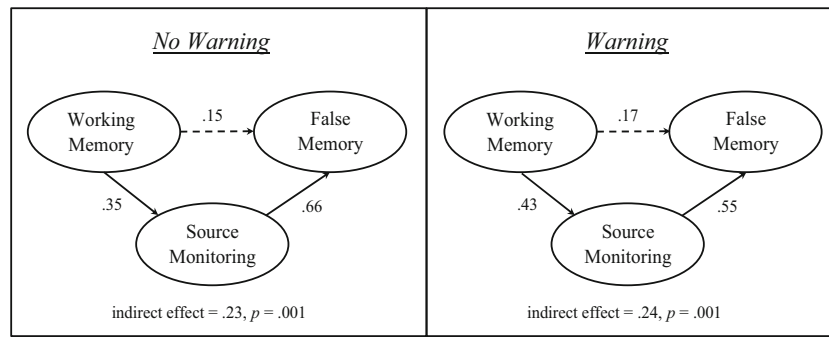 No Warning
Working
Memory
.15
False
Memory
.35
.66
Source
Monitoring
indirect effect = .23, p = .001
Warning
Working
Memory
.17
False
Memory
.43
.55
Source
Monitoring
indirect effect = .24, p = .001